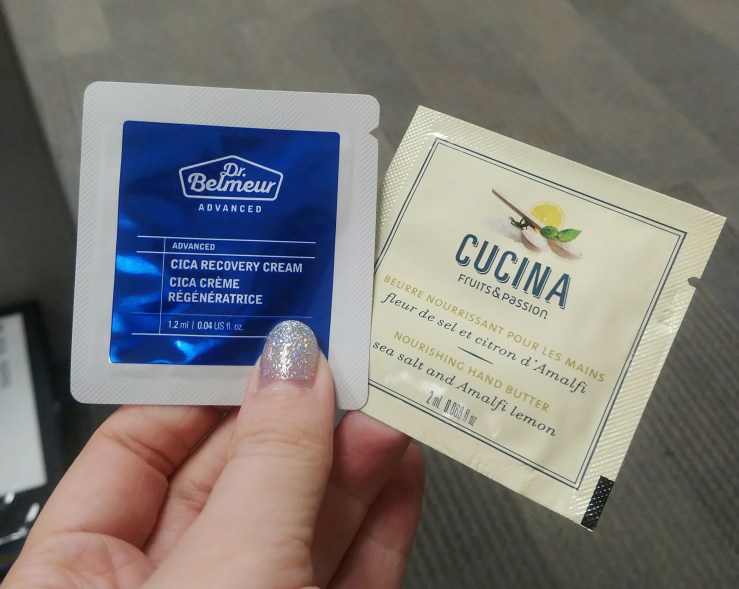 Dr.
Belmeur
ADVANCED
ADVANCED
CICA RECOVERY CREAM
CICA CRÈME
RÉGÉNÉRATRICE
1.2 ml | 0.04 US fl. oz.
CUCINA
FRUITS&PASSION
BEURRE NOURRISSANT POUR LES MAINS
fleur de sel et citron d'Amalfi
NOURISHING HAND BUTTER
sea salt and Amalfi lemon
2 ml